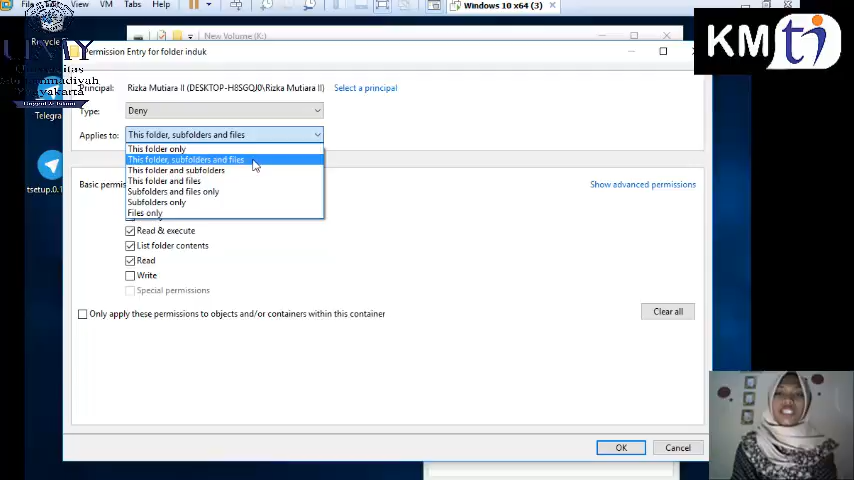 File
VM Tabs Help
Windows 10 x64 (3)
New Volume (K:)
Permission Entry for folder induk
KMTi
Recycle
Principal: Rizka Mutiara II (DESKTOP-H8SGQJ0\Rizka Mutiara II) Select a principal
Telegra
Type: Deny
Applies to: This folder, subfolders and files
This folder only
This folder, subfolders and files
This folder and subfolders
This folder and files
Subfolders and files only
Subfolders only
Files only
tsetup.0.1
Basic permis
Show advanced permissions
Read & execute
List folder contents
Read
Write
Special permissions
Only apply these permissions to objects and/or containers within this container
Clear all
OK Cancel